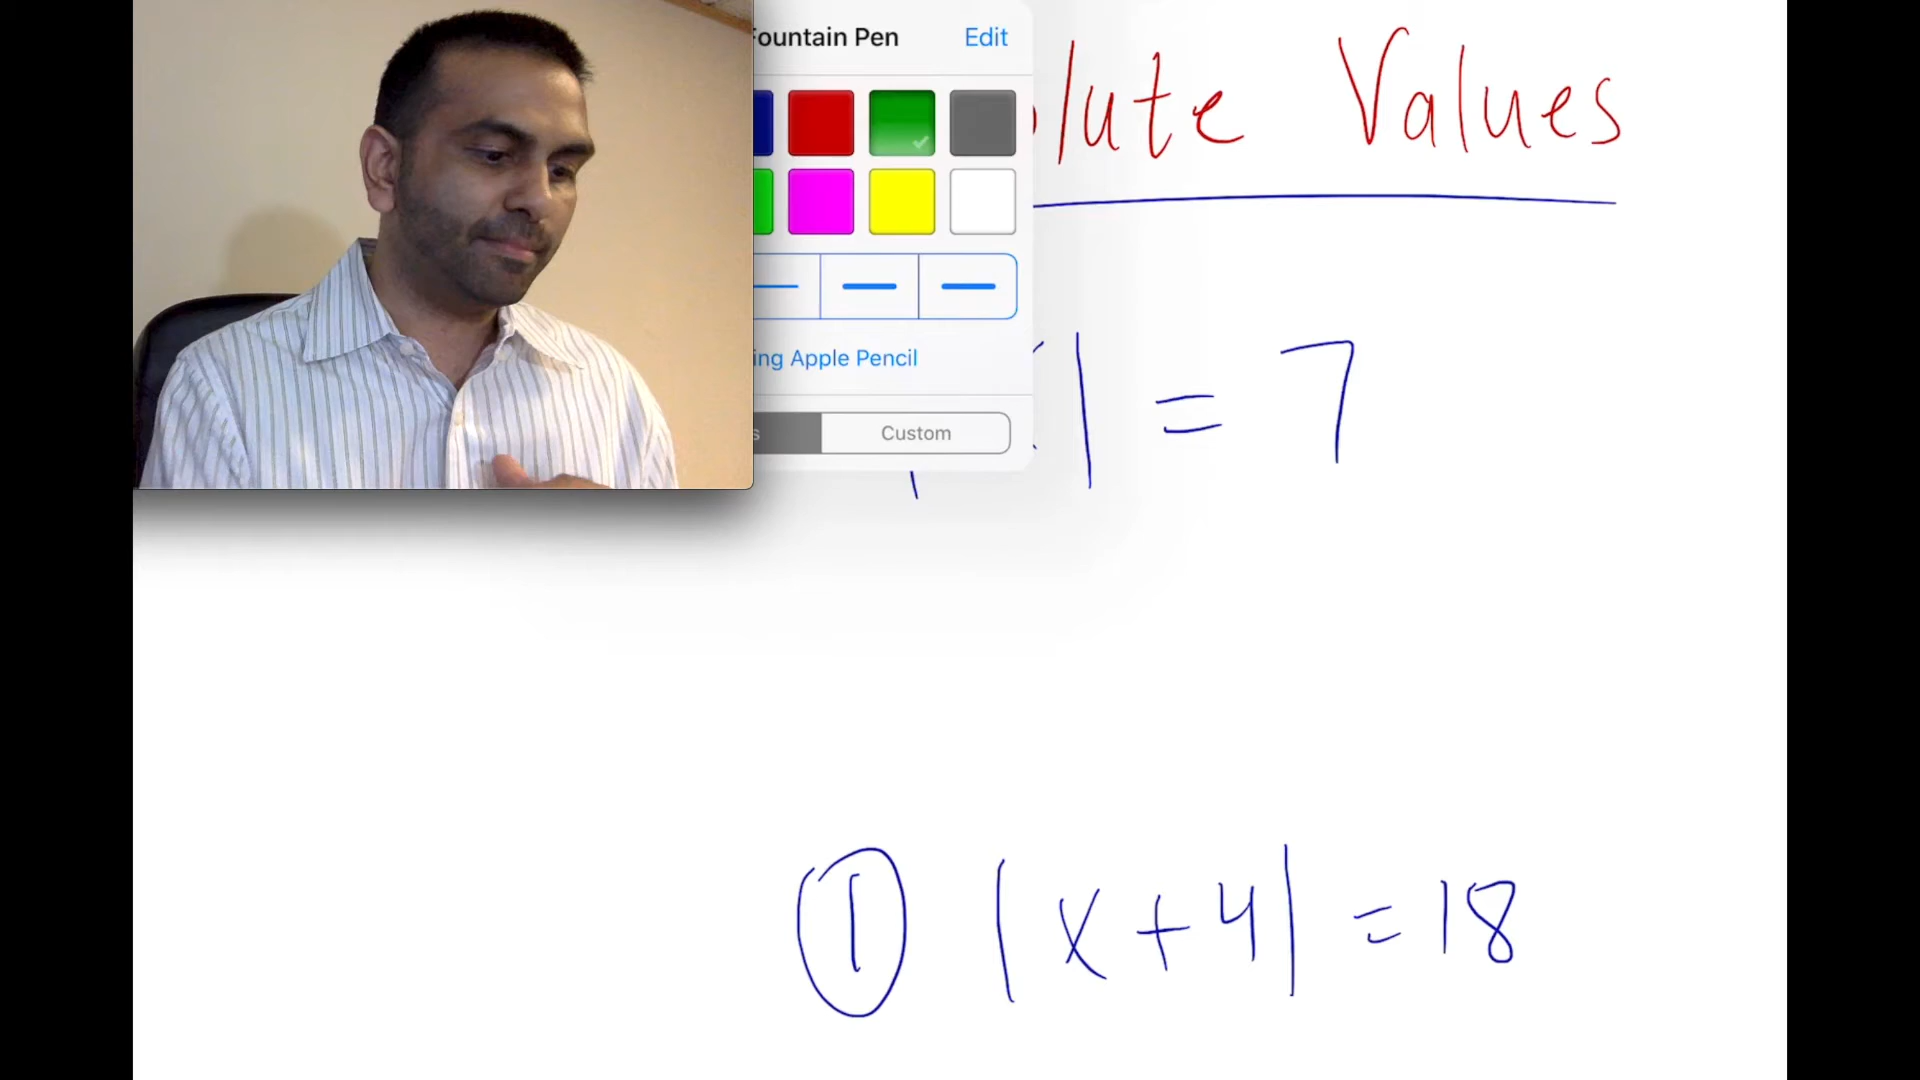 Fountain Pen Edit
lute Values
ing Apple Pencil
| = 7
s Custom
1 |x+4| = 18